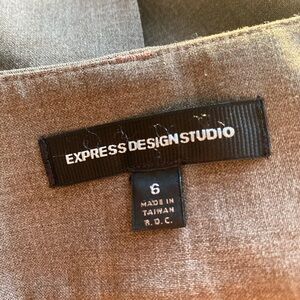 EXPRESS DESIGN STUDIO
6
MADE IN
TAIWAN
R.O.C.